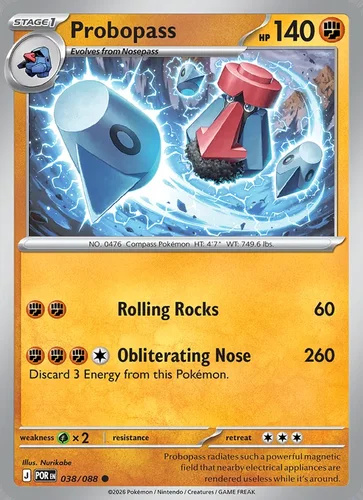 STAGE 1
Probopass
HP 140
Evolves from Nosepass
NO. 0476 Compass Pokémon HT: 4'7" WT: 749.6 lbs.
Rolling Rocks 60
Obliterating Nose 260
Discard 3 Energy from this Pokémon.
weakness ×2 resistance retreat
Illus. Nurikabe
J POR EN 038/088
Probopass radiates such a powerful magnetic
field that nearby electrical appliances are
rendered useless while it's around.
©2026 Pokémon / Nintendo / Creatures / GAME FREAK